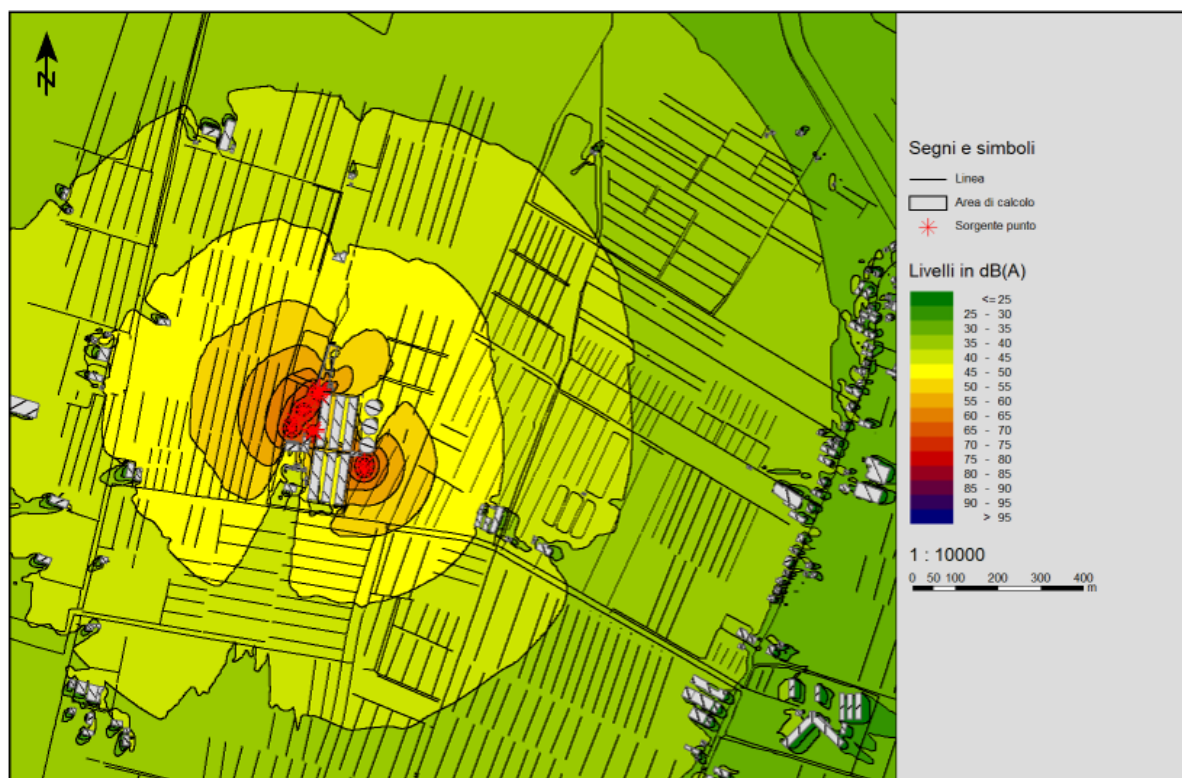 N
Segni e simboli
Linea
Area di calcolo
Sorgente punto
Livelli in dB(A)
<= 25
25 - 30
30 - 35
35 - 40
40 - 45
45 - 50
50 - 55
55 - 60
60 - 65
65 - 70
70 - 75
75 - 80
80 - 85
85 - 90
90 - 95
> 95
1 : 10000
0 50 100 200 300 400
m